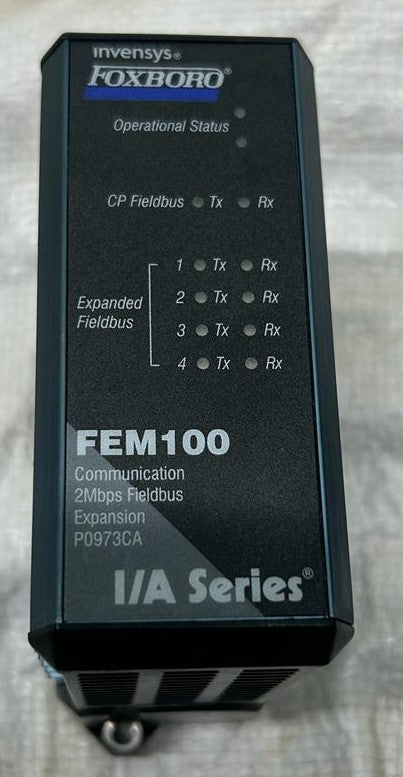 invensys®
FOXBORO®
Operational Status
CP Fieldbus Tx Rx
1 Tx Rx
Expanded Fieldbus
2 Tx Rx
3 Tx Rx
4 Tx Rx
FEM100
Communication
2Mbps Fieldbus
Expansion
P0973CA
I/A Series®